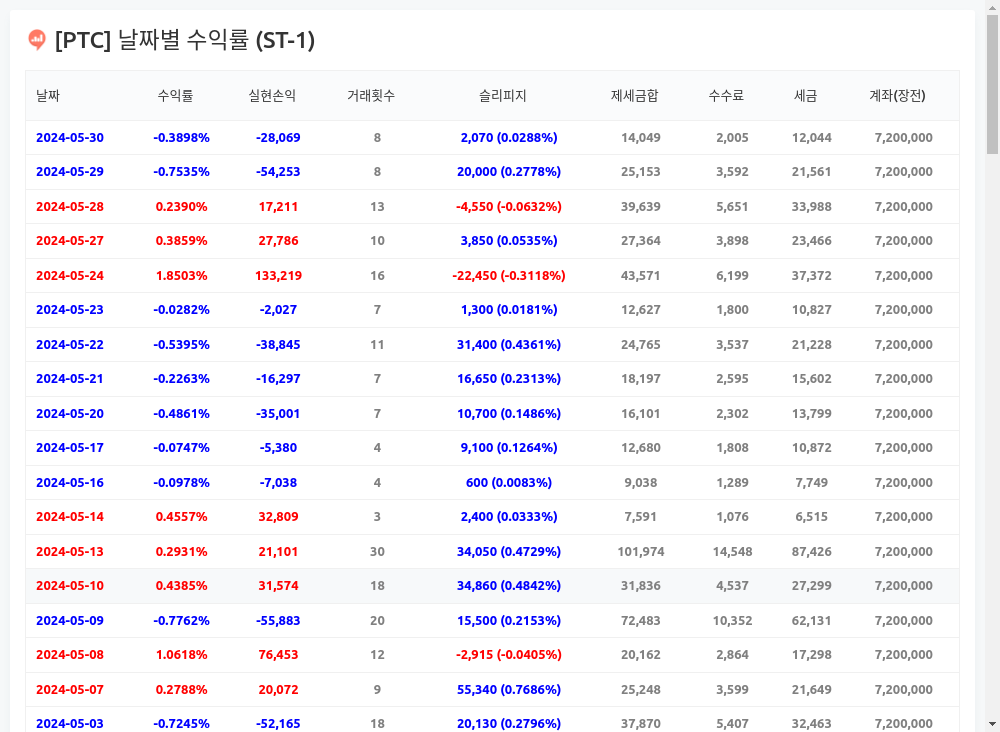 [PTC] 날짜별 수익률 (ST-1)
날짜 수익률 실현손익 거래횟수 슬리피지 제세금합 수수료 세금 계좌(장전)
2024-05-30 -0.3898% -28,069 8 2,070 (0.0288%) 14,049 2,005 12,044 7,200,000
2024-05-29 -0.7535% -54,253 8 20,000 (0.2778%) 25,153 3,592 21,561 7,200,000
2024-05-28 0.2390% 17,211 13 -4,550 (-0.0632%) 39,639 5,651 33,988 7,200,000
2024-05-27 0.3859% 27,786 10 3,850 (0.0535%) 27,364 3,898 23,466 7,200,000
2024-05-24 1.8503% 133,219 16 -22,450 (-0.3118%) 43,571 6,199 37,372 7,200,000
2024-05-23 -0.0282% -2,027 7 1,300 (0.0181%) 12,627 1,800 10,827 7,200,000
2024-05-22 -0.5395% -38,845 11 31,400 (0.4361%) 24,765 3,537 21,228 7,200,000
2024-05-21 -0.2263% -16,297 7 16,650 (0.2313%) 18,197 2,595 15,602 7,200,000
2024-05-20 -0.4861% -35,001 7 10,700 (0.1486%) 16,101 2,302 13,799 7,200,000
2024-05-17 -0.0747% -5,380 4 9,100 (0.1264%) 12,680 1,808 10,872 7,200,000
2024-05-16 -0.0978% -7,038 4 600 (0.0083%) 9,038 1,289 7,749 7,200,000
2024-05-14 0.4557% 32,809 3 2,400 (0.0333%) 7,591 1,076 6,515 7,200,000
2024-05-13 0.2931% 21,101 30 34,050 (0.4729%) 101,974 14,548 87,426 7,200,000
2024-05-10 0.4385% 31,574 18 34,860 (0.4842%) 31,836 4,537 27,299 7,200,000
2024-05-09 -0.7762% -55,883 20 15,500 (0.2153%) 72,483 10,352 62,131 7,200,000
2024-05-08 1.0618% 76,453 12 -2,915 (-0.0405%) 20,162 2,864 17,298 7,200,000
2024-05-07 0.2788% 20,072 9 55,340 (0.7686%) 25,248 3,599 21,649 7,200,000
2024-05-03 -0.7245% -52,165 18 20,130 (0.2796%) 37,870 5,407 32,463 7,200,000